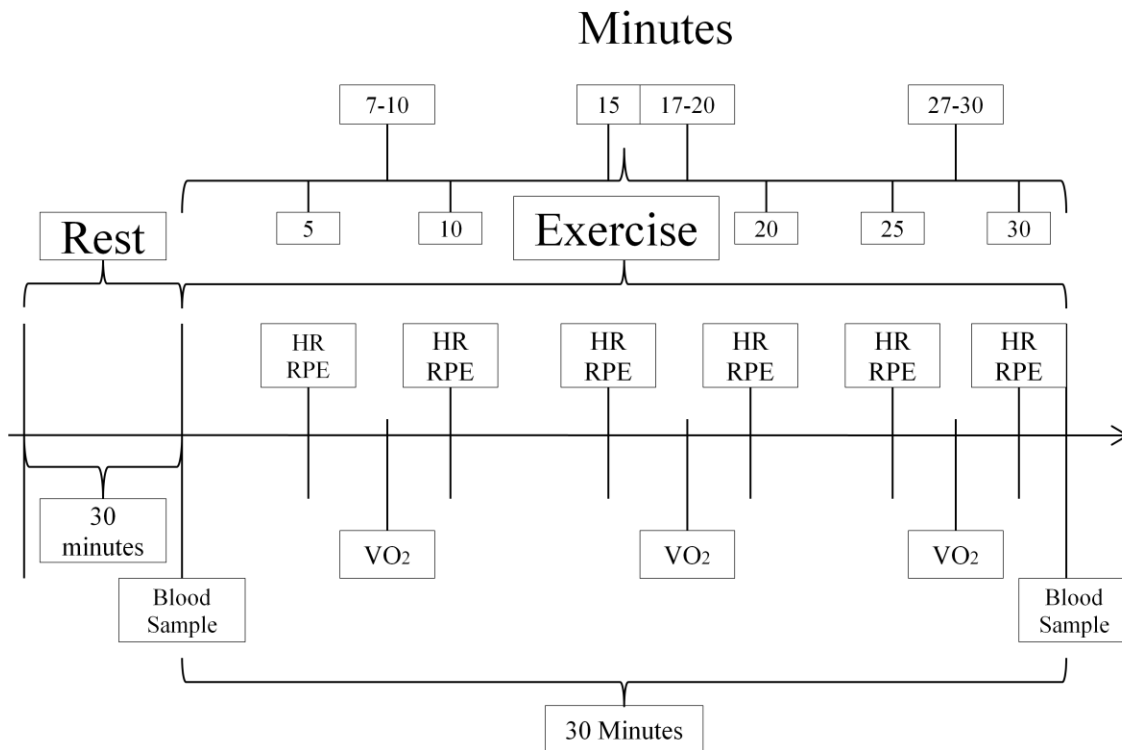 Minutes
7-10
15
17-20
27-30
5
10
20
25
30
Rest
Exercise
HR
RPE
HR
RPE
HR
RPE
HR
RPE
HR
RPE
HR
RPE
30
minutes
VO₂
VO₂
VO₂
Blood
Sample
Blood
Sample
30 Minutes